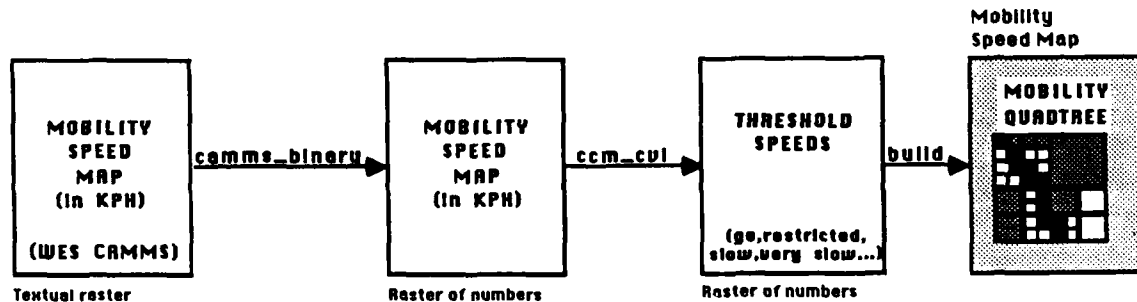 Mobility
Speed Map
MOBILITY
SPEED
MAP
(in KPH)
(WES CAMMS)
Textual raster
camms_binary
MOBILITY
SPEED
MAP
(in KPH)
Raster of numbers
ccm_cvl
THRESHOLD
SPEEDS
(go,restricted,
slow,very slow...)
Raster of numbers
build
MOBILITY
QUADTREE